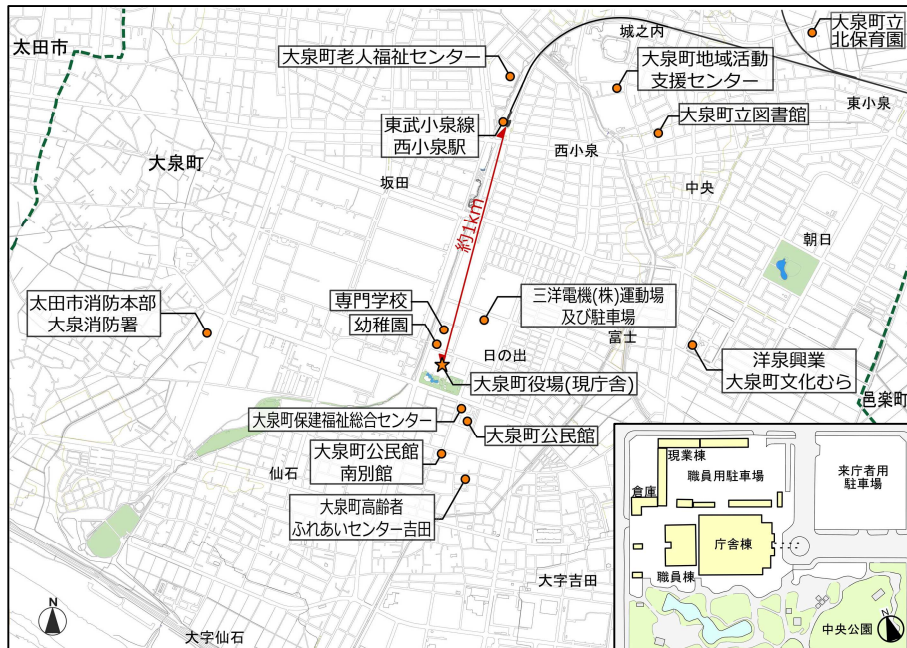 太田市
大泉町老人福祉センター
城之内
大泉町立
北保育園
大泉町地域活動
支援センター
東武小泉線
西小泉駅
大泉町立図書館
東小泉
大泉町
西小泉
坂田
中央
約1km
朝日
太田市消防本部
大泉消防署
専門学校
幼稚園
三洋電機(株)運動場
及び駐車場
富士
日の出
洋泉興業
大泉町文化むら
大泉町役場(現庁舎)
邑楽町
大泉町保建福祉総合センター
大泉町公民館
大泉町公民館
南別館
仙石
大泉町高齢者
ふれあいセンター吉田
大字吉田
大字仙石
N
現業棟
職員用駐車場
来庁者用
駐車場
倉庫
庁舎棟
職員棟
中央公園
N